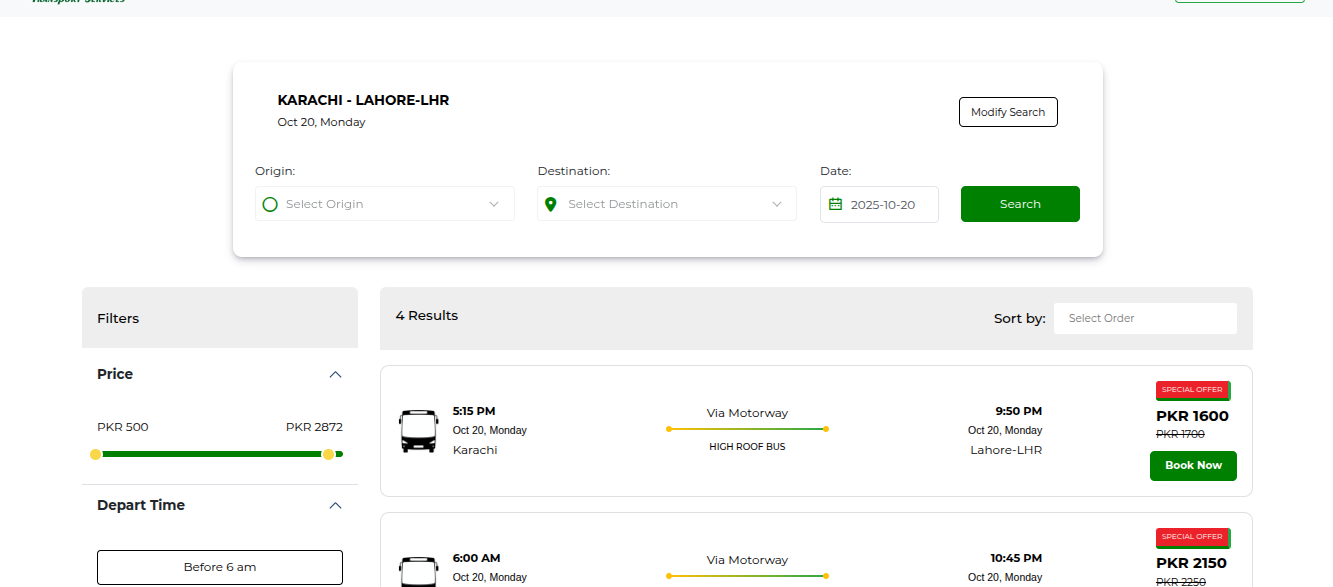 TRANSPORT SERVICES
KARACHI - LAHORE-LHR
Oct 20, Monday
Modify Search
Origin:
Destination:
Date:
Select Origin
Select Destination
2025-10-20
Search
Filters
4 Results
Sort by:
Select Order
Price
PKR 500
PKR 2872
Depart Time
Before 6 am
SPECIAL OFFER
5:15 PM
Via Motorway
9:50 PM
PKR 1600
Oct 20, Monday
Oct 20, Monday
PKR 1700
Karachi
HIGH ROOF BUS
Lahore-LHR
Book Now
SPECIAL OFFER
6:00 AM
Via Motorway
10:45 PM
PKR 2150
Oct 20, Monday
Oct 20, Monday
PKR 2250